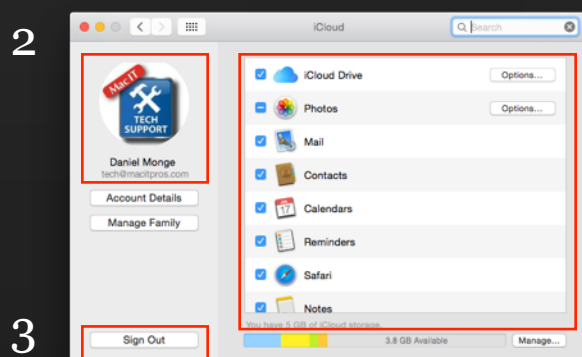 2
iCloud
Search
MacIT
TECH
SUPPORT
Daniel Monge
tech@macitpros.com
Account Details
Manage Family
iCloud Drive
Options...
Photos
Options...
Mail
Contacts
17
Calendars
Reminders
Safari
Notes
You have 5 GB of iCloud storage.
3
Sign Out
3.8 GB Available
Manage...